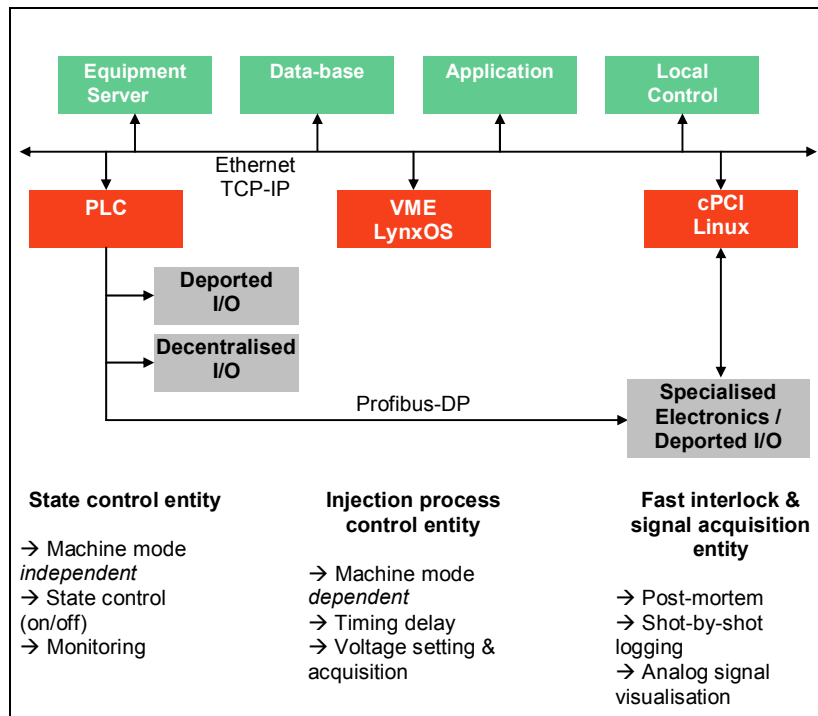 Equipment
Server
Data-base
Application
Local
Control
Ethernet
TCP-IP
PLC
VME
LynxOS
cPCI
Linux
Deported
I/O
Decentralised
I/O
Profibus-DP
Specialised
Electronics /
Deported I/O
State control entity
→ Machine mode
independent
→ State control
(on/off)
→ Monitoring
Injection process
control entity
→ Machine mode
dependent
→ Timing delay
→ Voltage setting &
acquisition
Fast interlock &
signal acquisition
entity
→ Post-mortem
→ Shot-by-shot
logging
→ Analog signal
visualisation